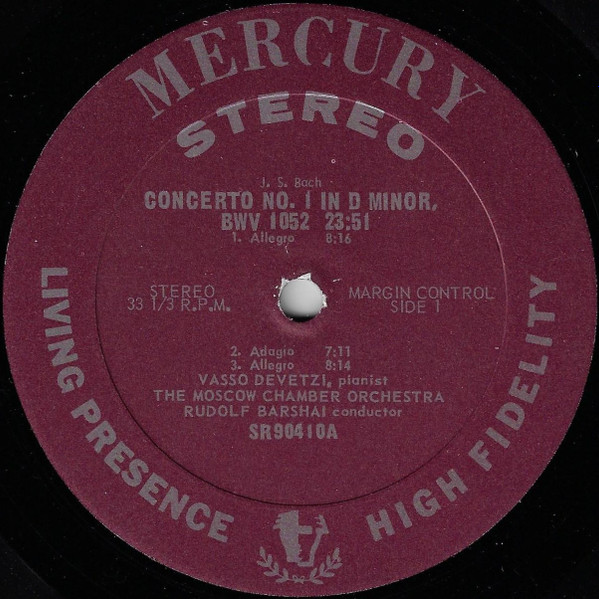 MERCURY
STEREO
J. S. Bach
CONCERTO NO. 1 IN D MINOR,
BWV 1052 23:51
1. Allegro 8:16
STEREO
33 1/3 R.P.M.
MARGIN CONTROL
SIDE 1
2. Adagio 7:11
3. Allegro 8:14
VASSO DEVETZI, pianist
THE MOSCOW CHAMBER ORCHESTRA
RUDOLF BARSHAI conductor
SR90410A
LIVING PRESENCE
HIGH FIDELITY